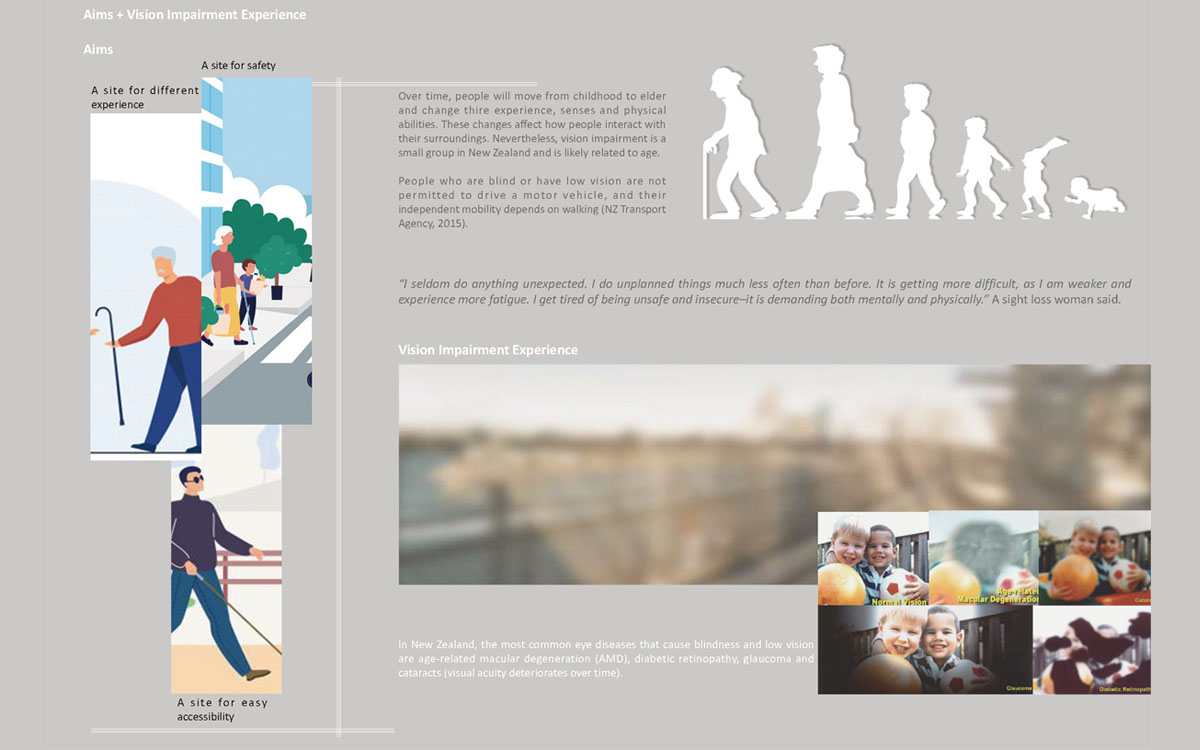 Aims + Vision Impairment Experience
Aims
A site for safety
A site for different
experience
A site for easy
accessibility
Over time, people will move from childhood to elder
and change thire experience, senses and physical
abilities. These changes affect how people interact with
their surroundings. Nevertheless, vision impairment is a
small group in New Zealand and is likely related to age.
People who are blind or have low vision are not
permitted to drive a motor vehicle, and their
independent mobility depends on walking (NZ Transport
Agency, 2015).
“I seldom do anything unexpected. I do unplanned things much less often than before. It is getting more difficult, as I am weaker and
experience more fatigue. I get tired of being unsafe and insecure–it is demanding both mentally and physically.” A sight loss woman said.
Vision Impairment Experience
Normal Vision
Age-relate
Macular Degeneratio
Catarac
Glaucoma
Diabetic Retinopath
In New Zealand, the most common eye diseases that cause blindness and low vision
are age-related macular degeneration (AMD), diabetic retinopathy, glaucoma and
cataracts (visual acuity deteriorates over time).